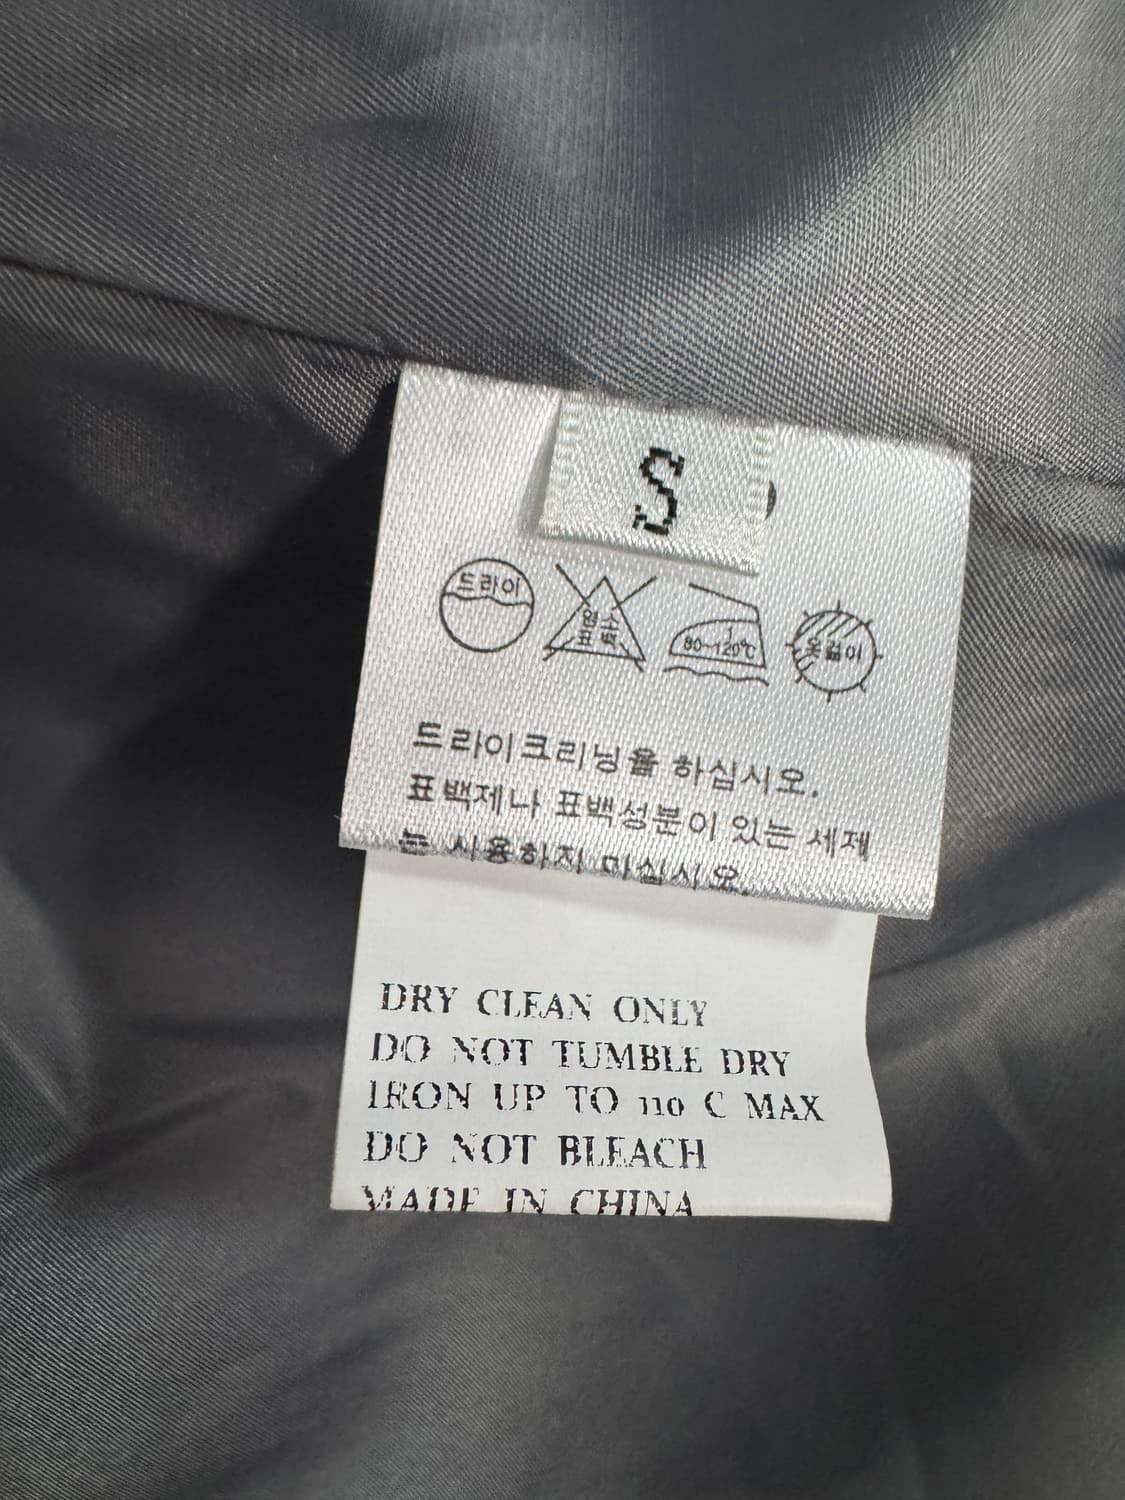 S
드라이
염소
표백
80~120℃
옷걸이
드라이크리닝을 하십시오.
표백제나 표백성분이 있는 세제
는 사용하지 마십시오.
DRY CLEAN ONLY
DO NOT TUMBLE DRY
IRON UP TO 110 C MAX
DO NOT BLEACH
MADE IN CHINA